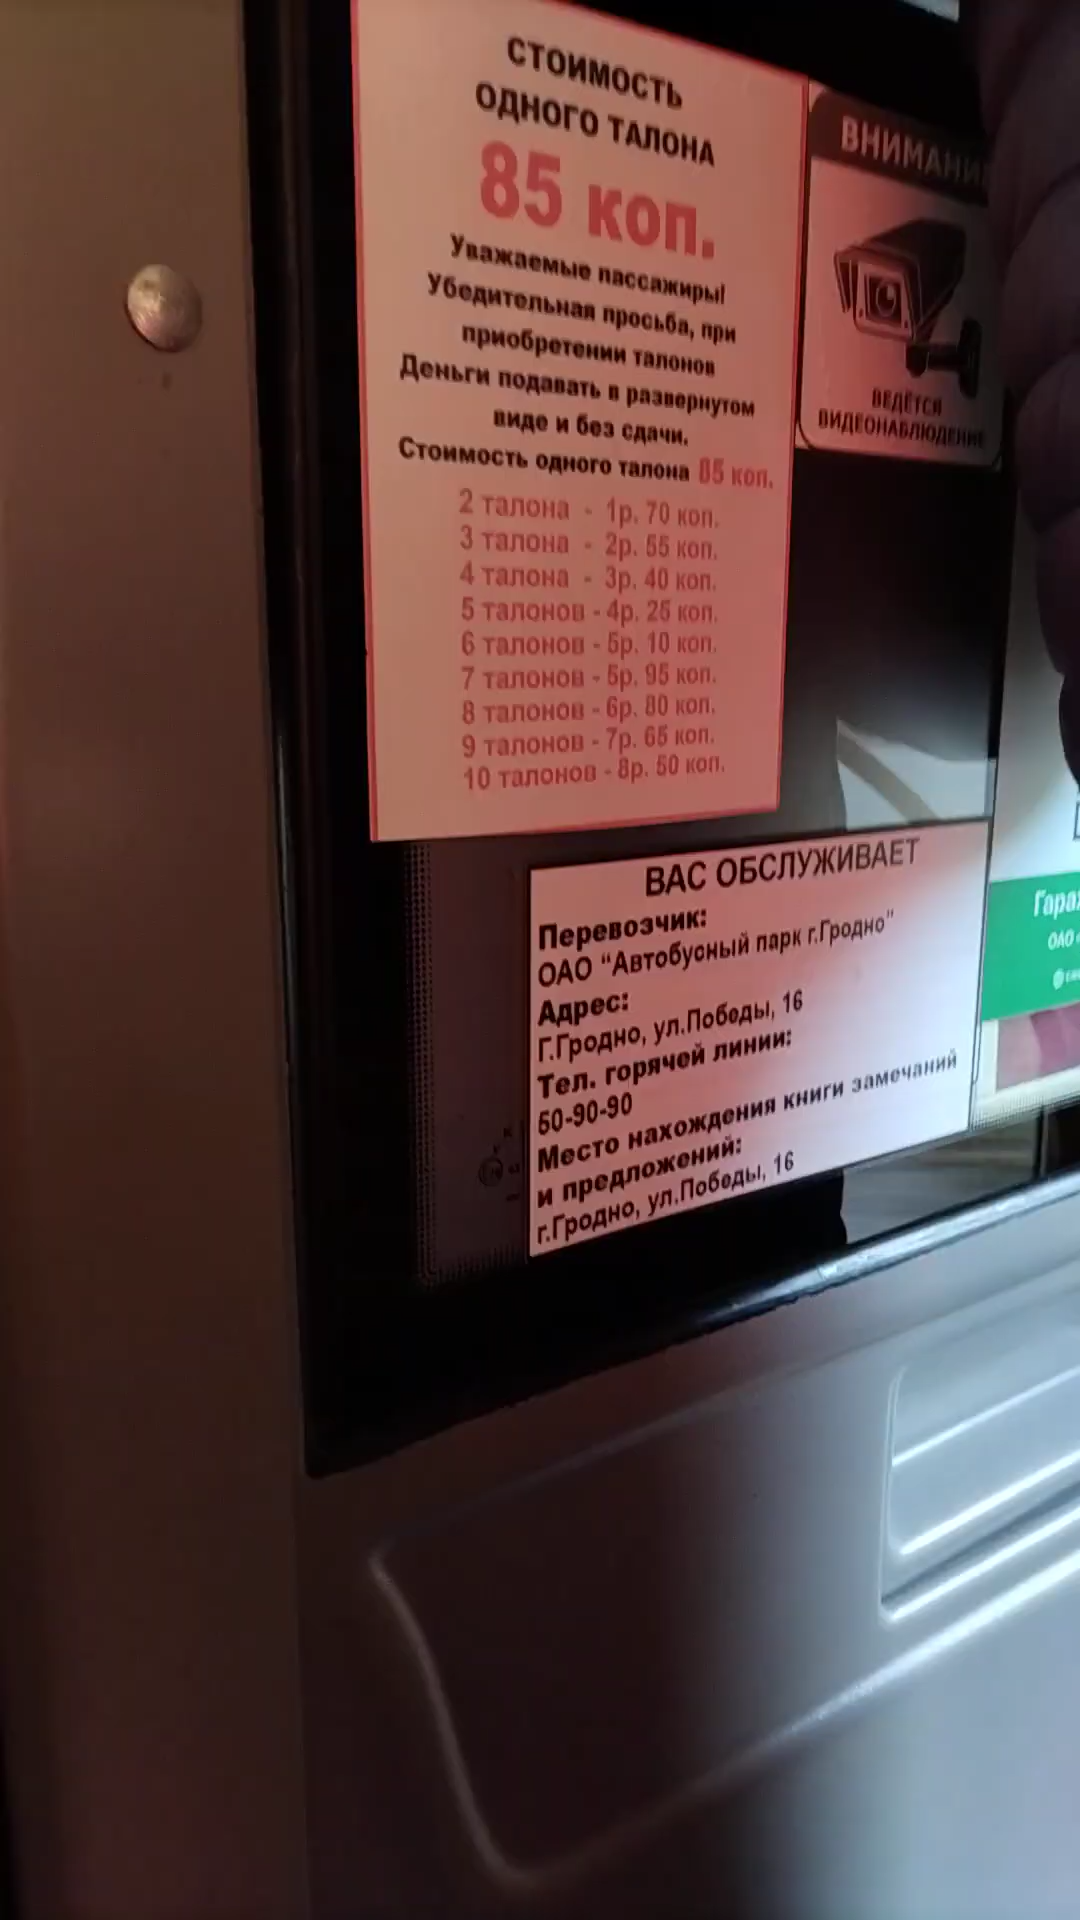 СТОИМОСТЬ
ОДНОГО ТАЛОНА
85 коп.
Уважаемые пассажиры!
Убедительная просьба, при
приобретении талонов
Деньги подавать в развернутом
виде и без сдачи.
Стоимость одного талона 85 коп.
2 талона - 1р. 70 коп.
3 талона - 2р. 55 коп.
4 талона - 3р. 40 коп.
5 талонов - 4р. 25 коп.
6 талонов - 5р. 10 коп.
7 талонов - 5р. 95 коп.
8 талонов - 6р. 80 коп.
9 талонов - 7р. 65 коп.
10 талонов - 8р. 50 коп.
ВНИМАНИ
ВЕДЁТСЯ
ВИДЕОНАБЛЮДЕНИЕ
ВАС ОБСЛУЖИВАЕТ
Перевозчик:
ОАО "Автобусный парк г.Гродно"
Адрес:
Г.Гродно, ул.Победы, 16
Тел. горячей линии:
60-90-90
Место нахождения книги замечаний
и предложений:
г.Гродно, ул.Победы, 16
Гара
ОАО